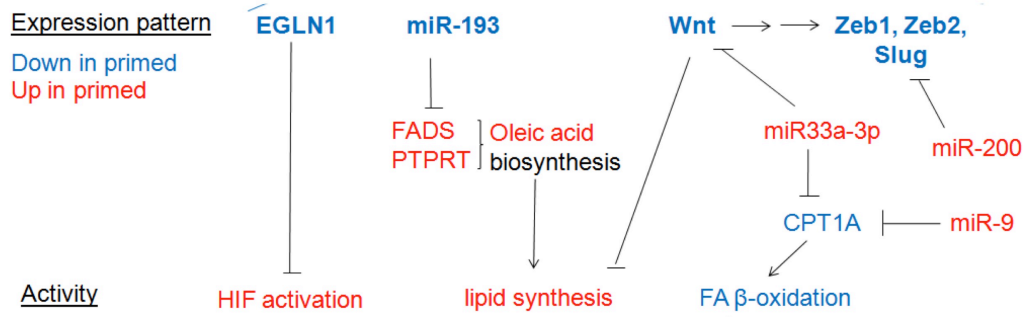 Expression pattern
Down in primed
Up in primed
EGLN1
miR-193
Wnt
Zeb1, Zeb2,
Slug
FADS
PTPRT
Oleic acid
biosynthesis
miR33a-3p
miR-200
CPT1A
miR-9
Activity
HIF activation
lipid synthesis
FA β-oxidation